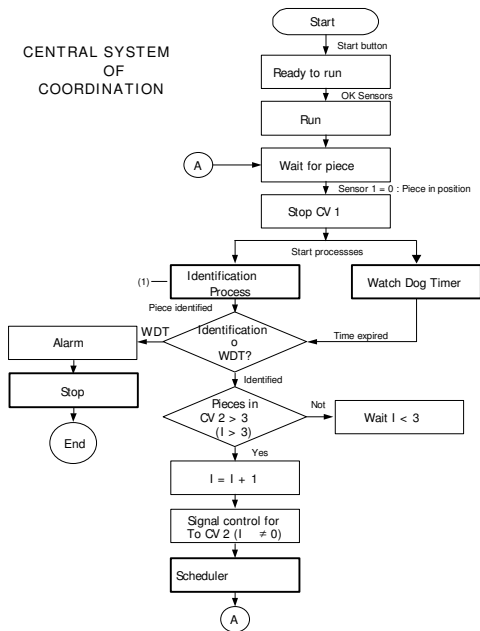 CENTRAL SYSTEM
OF
COORDINATION
Start
Start button
Ready to run
OK Sensors
Run
A
Wait for piece
Sensor 1 = 0 : Piece in position
Stop CV 1
Start processses
(1)
Identification
Process
Watch Dog Timer
Piece identified
WDT
Identification
o
WDT?
Time expired
Alarm
Identified
Stop
Pieces in
CV 2 > 3
(I > 3)
Not
Wait I < 3
End
Yes
I = I + 1
Signal control for
To CV 2 (I ≠ 0)
Scheduler
A